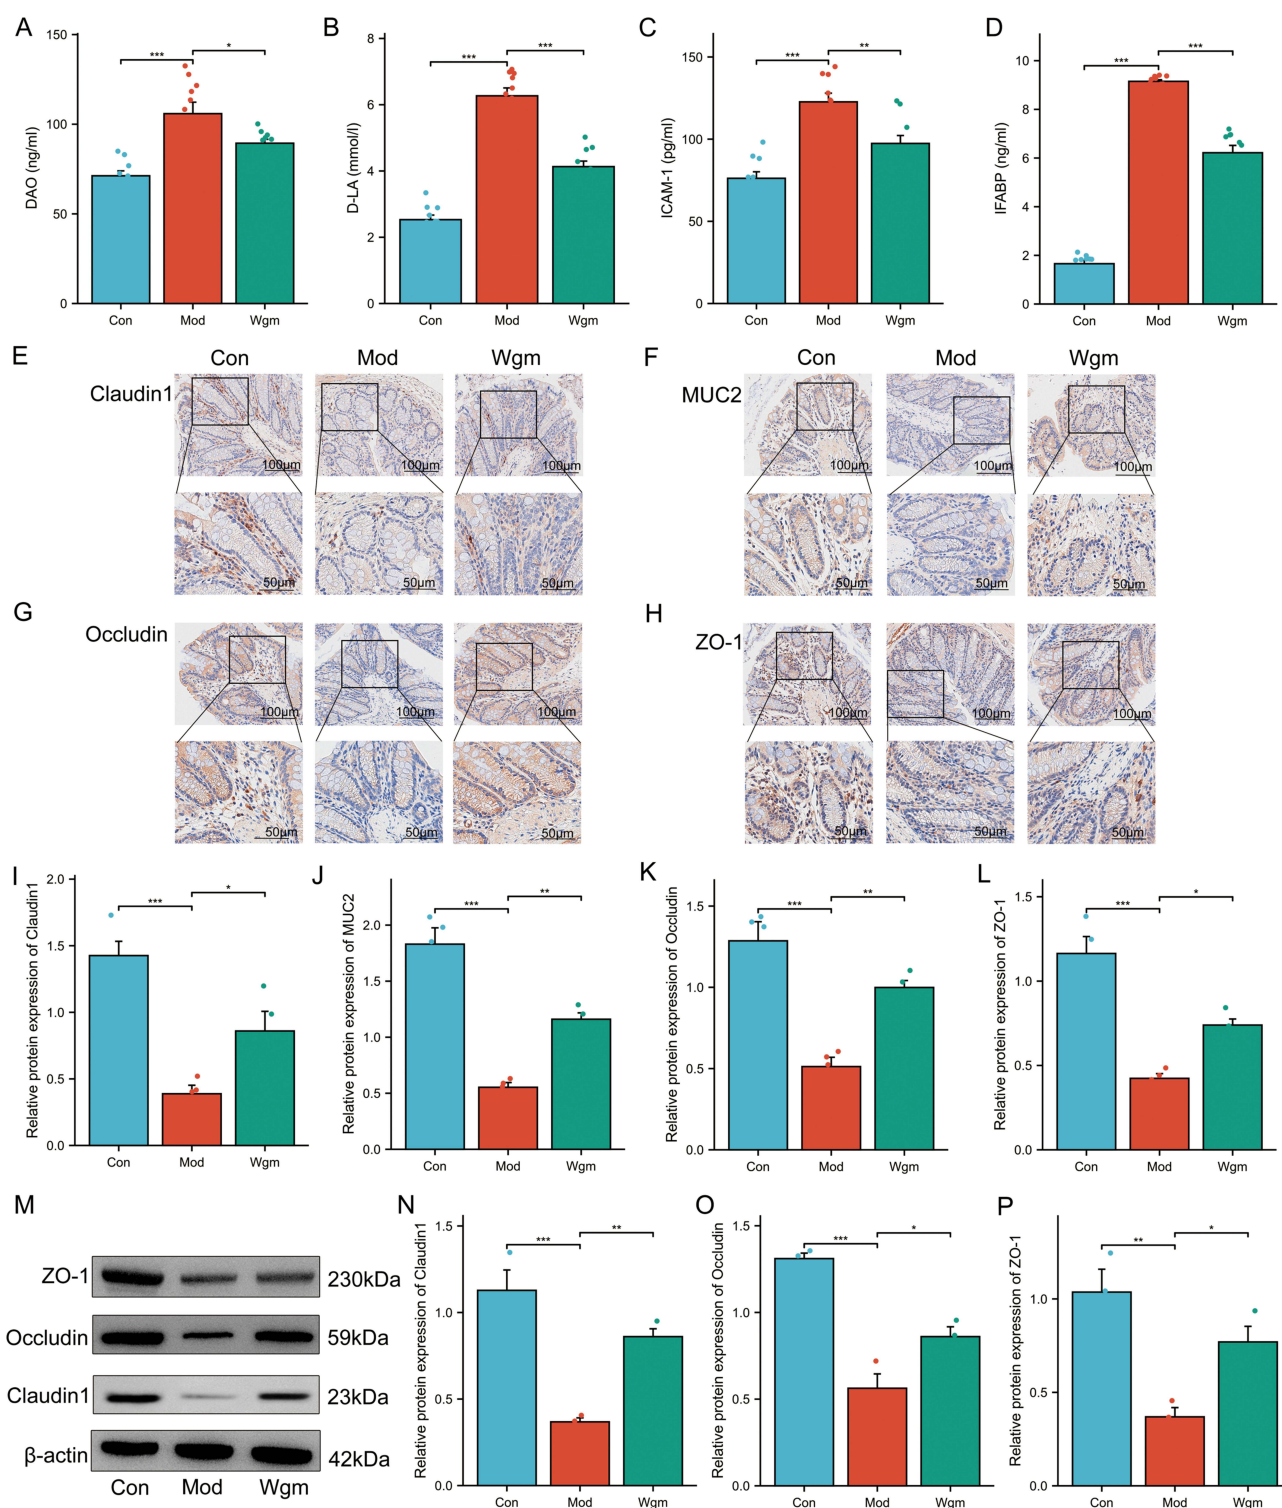 A
DAO (ng/ml)
150
100
50
0
***
*
Con Mod Wgm
B
D-LA (mmol/l)
8
6
4
2
0
***
***
Con Mod Wgm
C
ICAM-1 (pg/ml)
150
100
50
0
***
**
Con Mod Wgm
D
IFABP (ng/ml)
10
8
6
4
2
0
***
***
Con Mod Wgm
E
Con Mod Wgm
Claudin1
100μm 100μm 100μm
50μm 50μm 50μm
F
Con Mod Wgm
MUC2
100μm 100μm 100μm
50μm 50μm 50μm
G
Occludin
100μm 100μm 100μm
50μm 50μm 50μm
H
ZO-1
100μm 100μm 100μm
50μm 50μm 50μm
I
Relative protein expression of Claudin1
2.0
1.5
1.0
0.5
0.0
***
*
Con Mod Wgm
J
Relative protein expression of MUC2
2.0
1.5
1.0
0.5
0.0
***
**
Con Mod Wgm
K
Relative protein expression of Occludin
1.5
1.0
0.5
0.0
***
**
Con Mod Wgm
L
Relative protein expression of ZO-1
1.5
1.0
0.5
0.0
***
*
Con Mod Wgm
M
ZO-1 230kDa
Occludin 59kDa
Claudin1 23kDa
β-actin 42kDa
Con Mod Wgm
N
Relative protein expression of Claudin1
1.5
1.0
0.5
0.0
***
**
Con Mod Wgm
O
Relative protein expression of Occludin
1.5
1.0
0.5
0.0
***
*
Con Mod Wgm
P
Relative protein expression of ZO-1
1.0
0.5
0.0
**
*
Con Mod Wgm